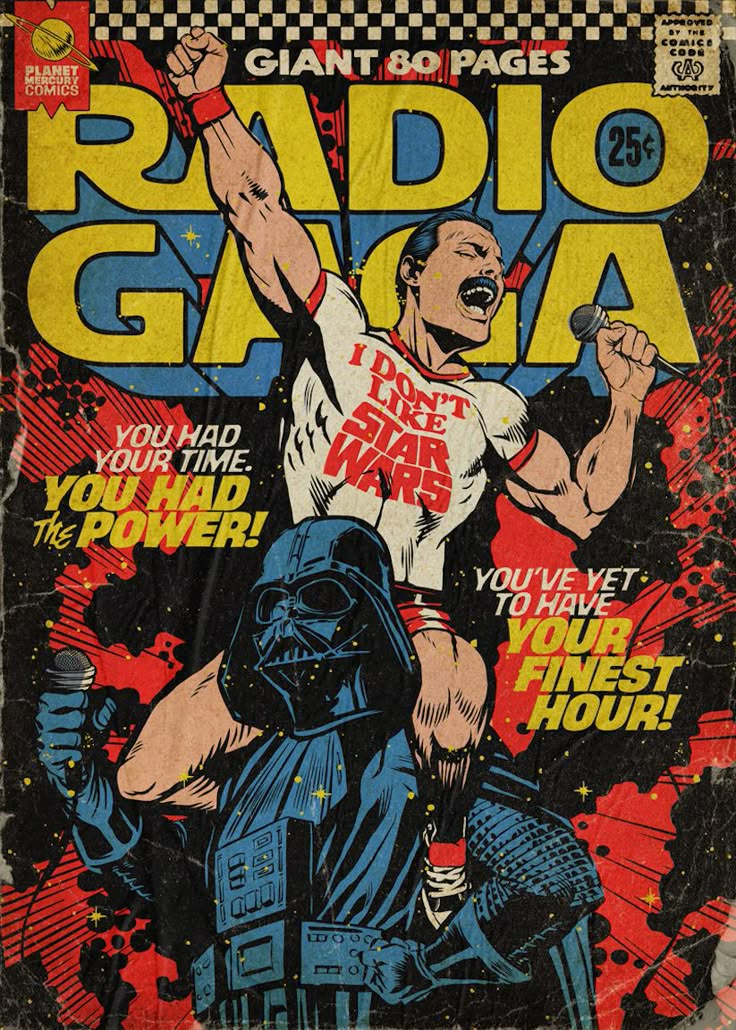 PLANET
MERCURY
COMICS
GIANT 80 PAGES
APPROVED
BY THE
COMICS
CODE
CA
AUTHORITY
RADIO
25¢
GAGA
I DON'T
LIKE
STAR
WARS
YOU HAD
YOUR TIME.
YOU HAD
The POWER!
YOU'VE YET
TO HAVE
YOUR
FINEST
HOUR!